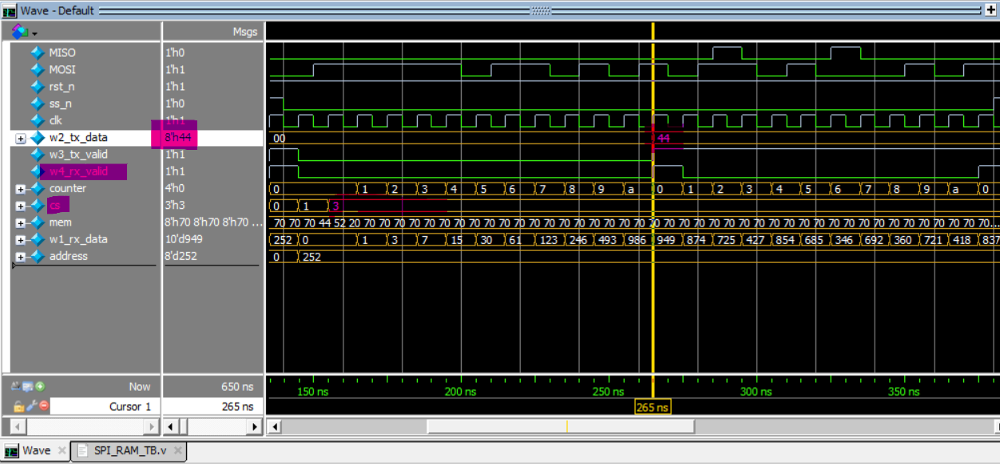 Wave - Default
Msgs
MISO 1'h0
MOSI 1'h1
rst_n 1'h1
ss_n 1'h0
clk 1'h1
w2_tx_data 8'h44 00 44
w3_tx_valid 1'h1
w4_rx_valid 1'h1
counter 4'h0 0 1 2 3 4 5 6 7 8 9 a 0 1 2 3 4 5 6 7 8 9 a 0
cs 3'h3 0 1 3
mem 8'h70 8'h70 8'h70 ... 70 70 70 44 52 20 70 70 70 70 70 70 70 70 70 70 70 70 70 70 70 70 70 70 70 70 70 70 70 70 70 70 70 70 70 70 70 70 70 70 70 70 70 70 70 70 70 70...
w1_rx_data 10'd949 252 0 1 3 7 15 30 61 123 246 493 986 949 874 725 427 854 685 346 692 360 721 418 837
address 8'd252 0 252
Now 650 ns 150 ns 200 ns 250 ns 300 ns 350 ns
Cursor 1 265 ns 265 ns
Wave SPI_RAM_TB.v